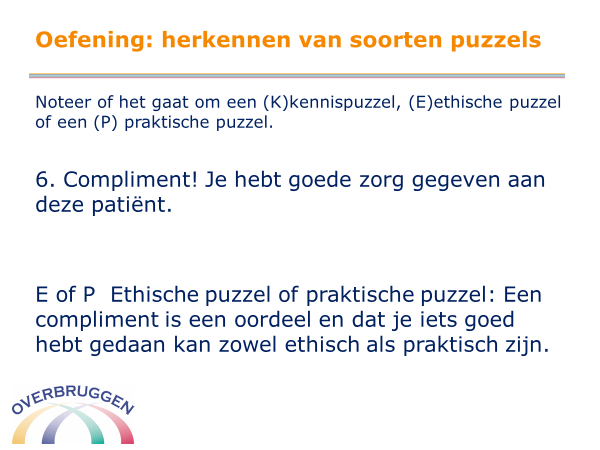 Oefening: herkennen van soorten puzzels
Noteer of het gaat om een (K)kennispuzzel, (E)ethische puzzel
of een (P) praktische puzzel.
6. Compliment! Je hebt goede zorg gegeven aan
deze patiënt.
E of P  Ethische puzzel of praktische puzzel: Een
compliment is een oordeel en dat je iets goed
hebt gedaan kan zowel ethisch als praktisch zijn.
OVERBRUGGEN